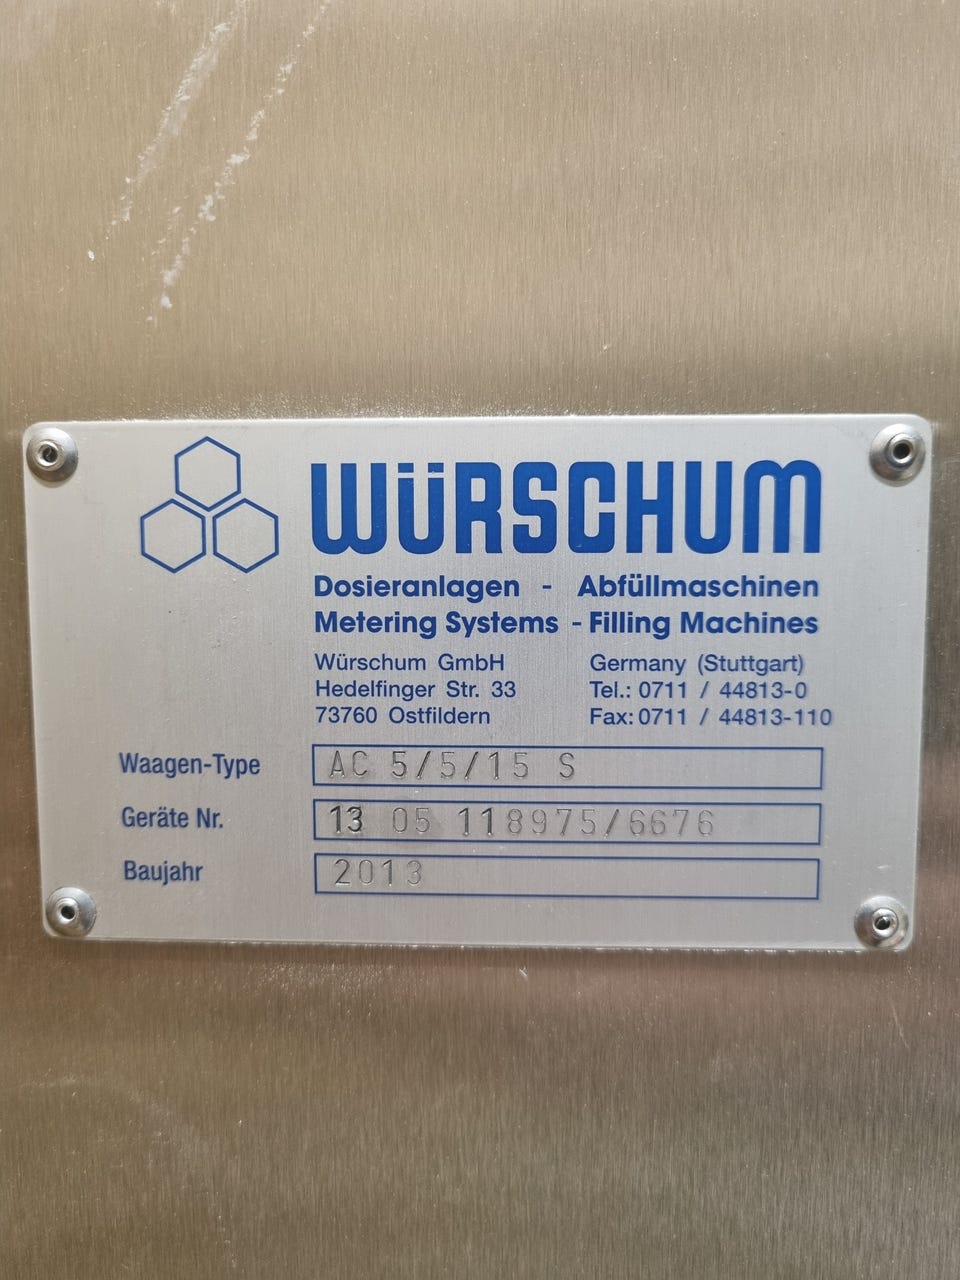 WÜRSCHUM
Dosieranlagen - Abfüllmaschinen
Metering Systems - Filling Machines
Würschum GmbH
Hedelfinger Str. 33
73760 Ostfildern
Germany (Stuttgart)
Tel.: 0711 / 44813-0
Fax: 0711 / 44813-110
Waagen-Type AC 5/5/15 S
Geräte Nr. 13 05 118975/6676
Baujahr 2013